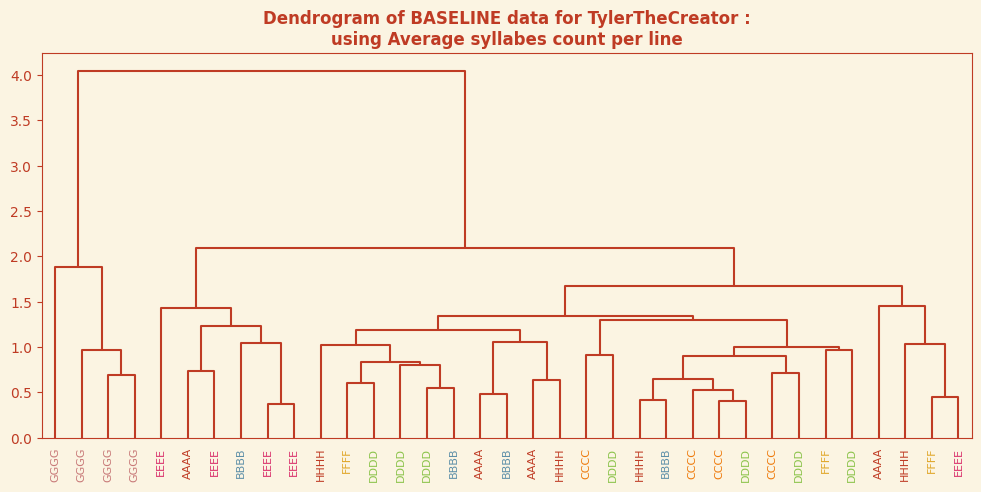 Dendrogram of BASELINE data for TylerTheCreator :
using Average syllabes count per line
4.0
3.5
3.0
2.5
2.0
1.5
1.0
0.5
0.0
GGGG
GGGG
GGGG
GGGG
EEEE
AAAA
EEEE
BBBB
EEEE
EEEE
HHHH
FFFF
DDDD
DDDD
DDDD
BBBB
AAAA
BBBB
AAAA
HHHH
CCCC
DDDD
HHHH
BBBB
CCCC
CCCC
DDDD
CCCC
DDDD
FFFF
DDDD
AAAA
HHHH
FFFF
EEEE